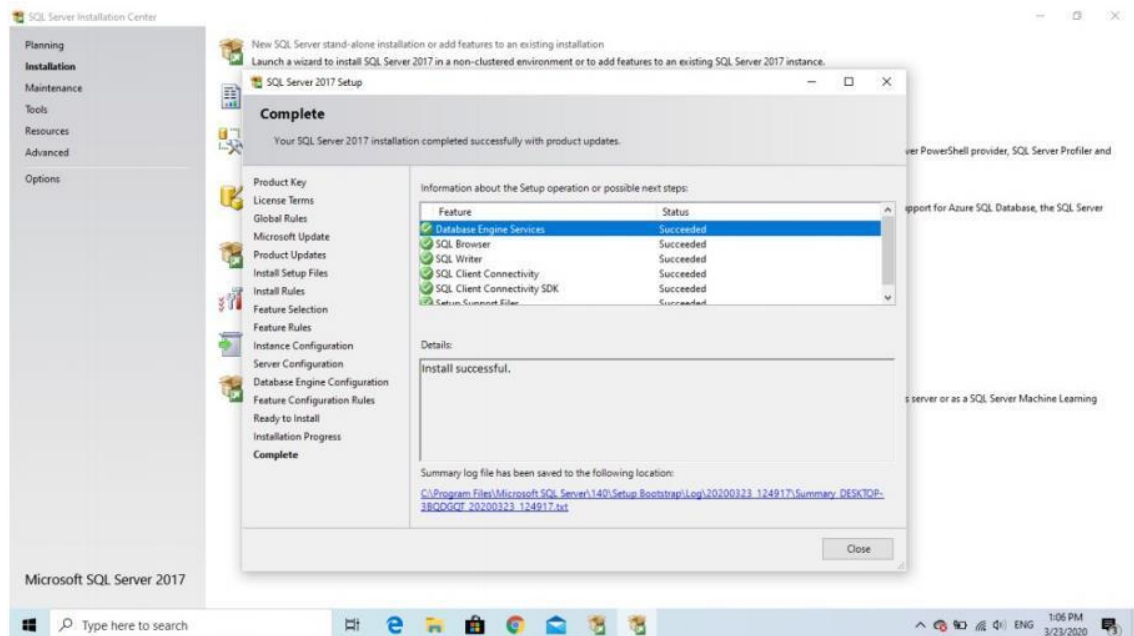 SQL Server Installation Center
Planning
Installation
Maintenance
Tools
Resources
Advanced
Options
Microsoft SQL Server 2017
New SQL Server stand-alone installation or add features to an existing installation
Launch a wizard to install SQL Server 2017 in a non-clustered environment or to add features to an existing SQL Server 2017 instance.
ver PowerShell provider, SQL Server Profiler and
pport for Azure SQL Database, the SQL Server
s server or as a SQL Server Machine Learning
SQL Server 2017 Setup
Complete
Your SQL Server 2017 installation completed successfully with product updates.
Product Key
License Terms
Global Rules
Microsoft Update
Product Updates
Install Setup Files
Install Rules
Feature Selection
Feature Rules
Instance Configuration
Server Configuration
Database Engine Configuration
Feature Configuration Rules
Ready to Install
Installation Progress
Complete
Information about the Setup operation or possible next steps:
Feature Status
Database Engine Services Succeeded
SQL Browser Succeeded
SQL Writer Succeeded
SQL Client Connectivity Succeeded
SQL Client Connectivity SDK Succeeded
Setup Support Files Succeeded
Details:
Install successful.
Summary log file has been saved to the following location:
C:\Program Files\Microsoft SQL Server\140\Setup Bootstrap\Log\20200323_124917\Summary_DESKTOP-
3BQDGQT_20200323_124917.txt
Close
Type here to search
ENG
1:06 PM
3/23/2020
3